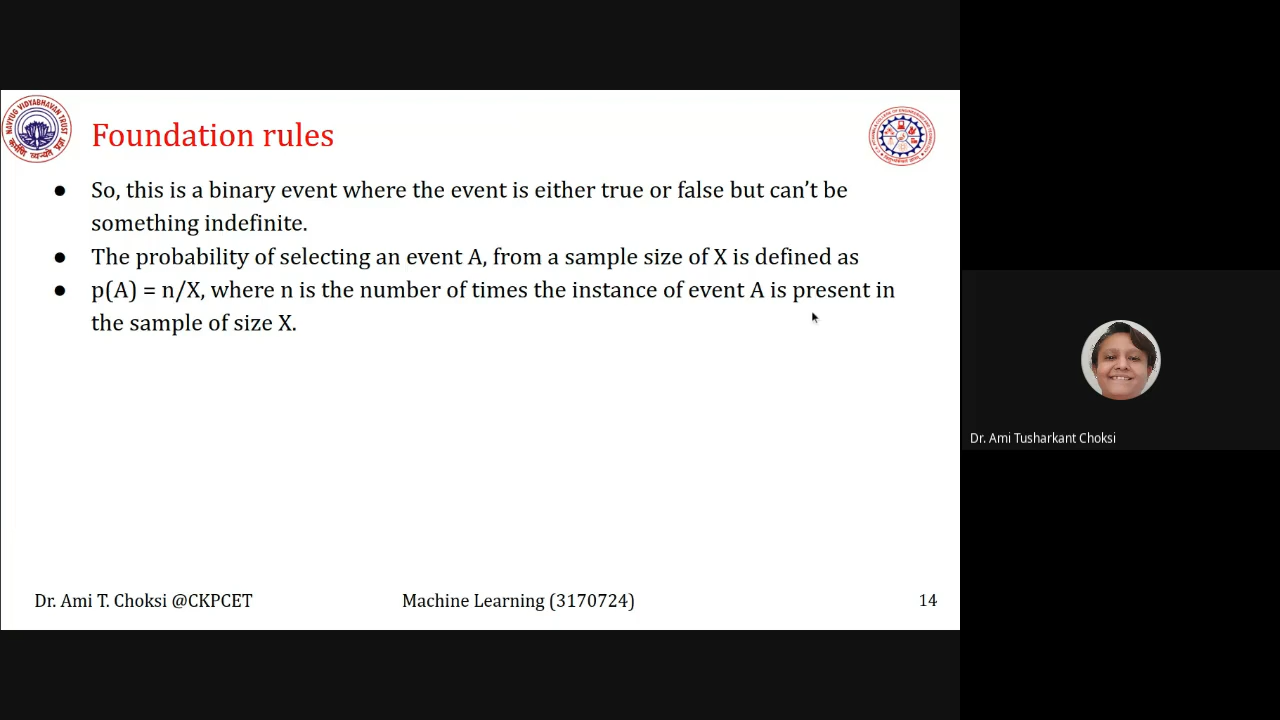 Foundation rules
● So, this is a binary event where the event is either true or false but can’t be
something indefinite.
● The probability of selecting an event A, from a sample size of X is defined as
● p(A) = n/X, where n is the number of times the instance of event A is present in
the sample of size X.
Dr. Ami Tusharkant Choksi
Dr. Ami T. Choksi @CKPCET
Machine Learning (3170724)
14
NAVYUG VIDYABHAVAN TRUST